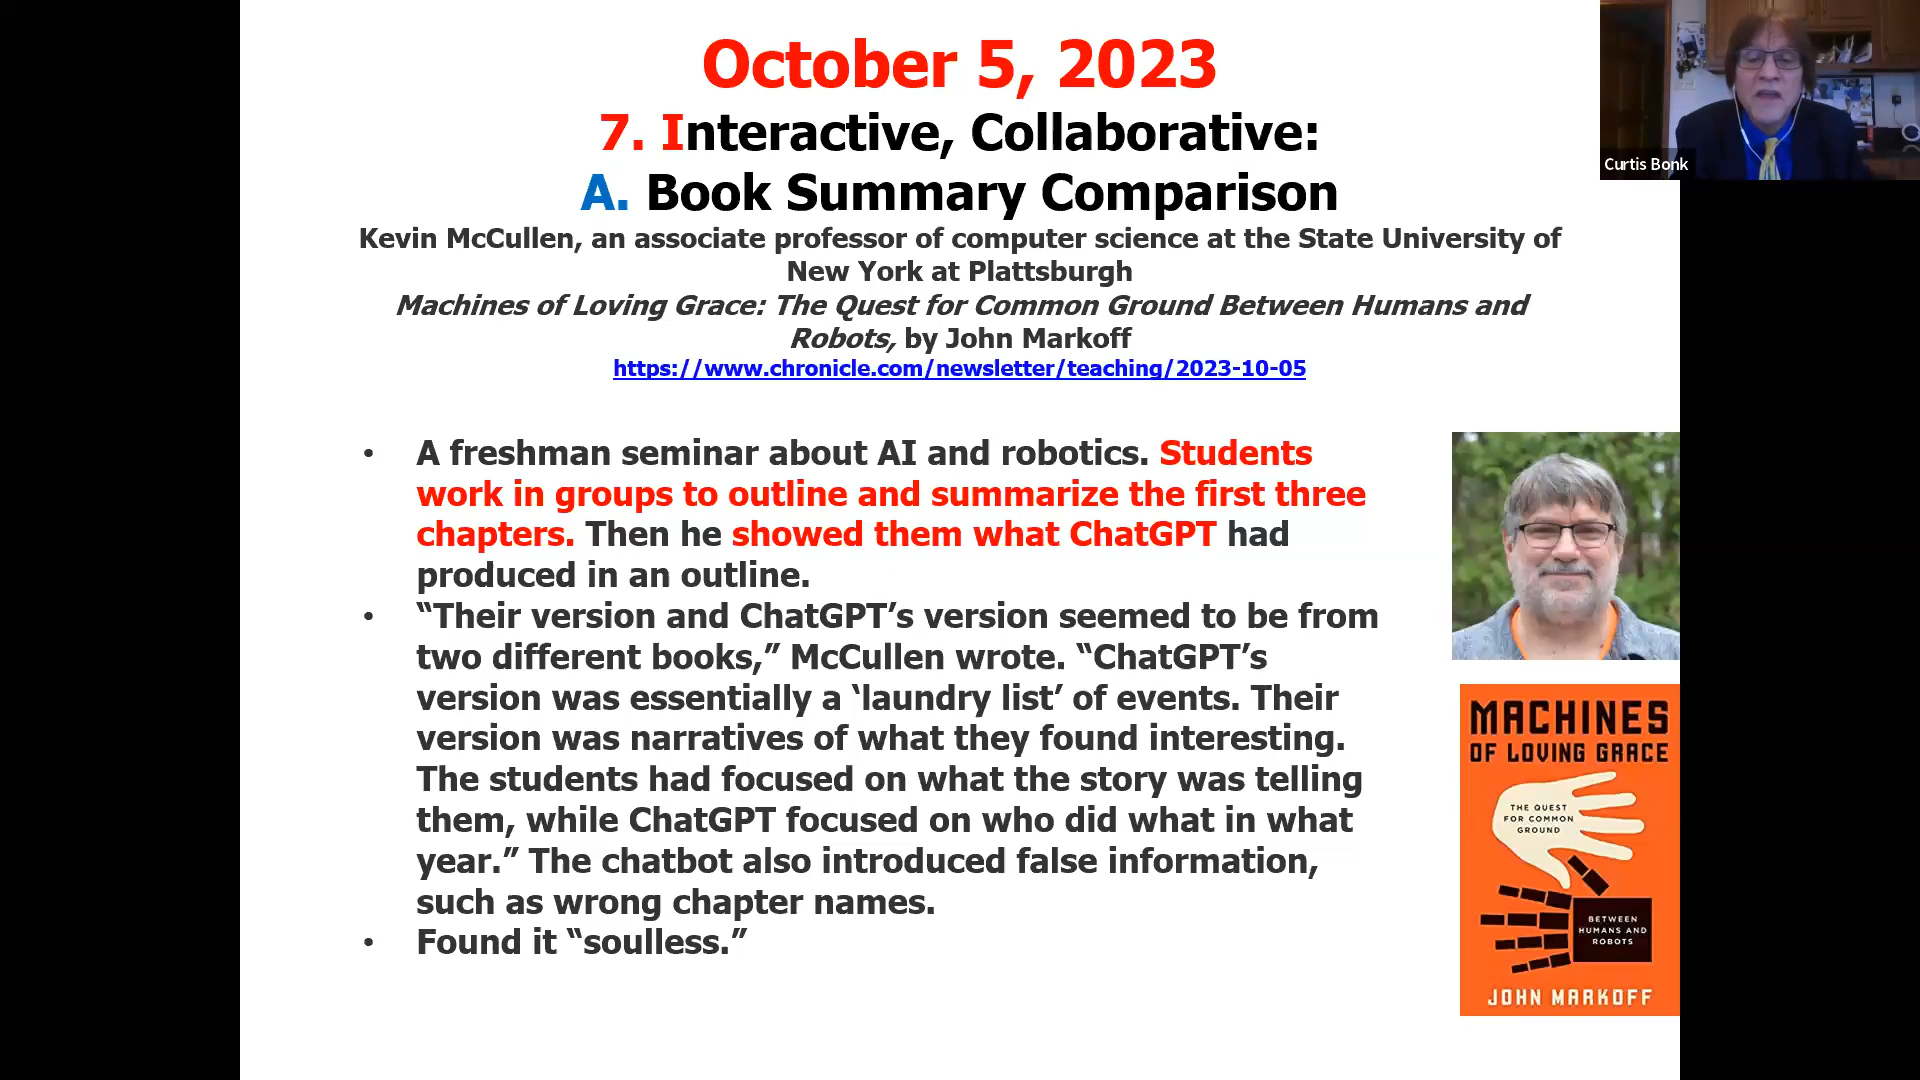 October 5, 2023
7. Interactive, Collaborative:
A. Book Summary Comparison
Kevin McCullen, an associate professor of computer science at the State University of
New York at Plattsburgh
Machines of Loving Grace: The Quest for Common Ground Between Humans and
Robots, by John Markoff
https://www.chronicle.com/newsletter/teaching/2023-10-05
• A freshman seminar about AI and robotics. Students
work in groups to outline and summarize the first three
chapters. Then he showed them what ChatGPT had
produced in an outline.
• “Their version and ChatGPT’s version seemed to be from
two different books,” McCullen wrote. “ChatGPT’s
version was essentially a ‘laundry list’ of events. Their
version was narratives of what they found interesting.
The students had focused on what the story was telling
them, while ChatGPT focused on who did what in what
year.” The chatbot also introduced false information,
such as wrong chapter names.
• Found it “soulless.”
Curtis Bonk
MACHINES
OF LOVING GRACE
THE QUEST
FOR COMMON
GROUND
BETWEEN
HUMANS AND
ROBOTS
JOHN MARKOFF